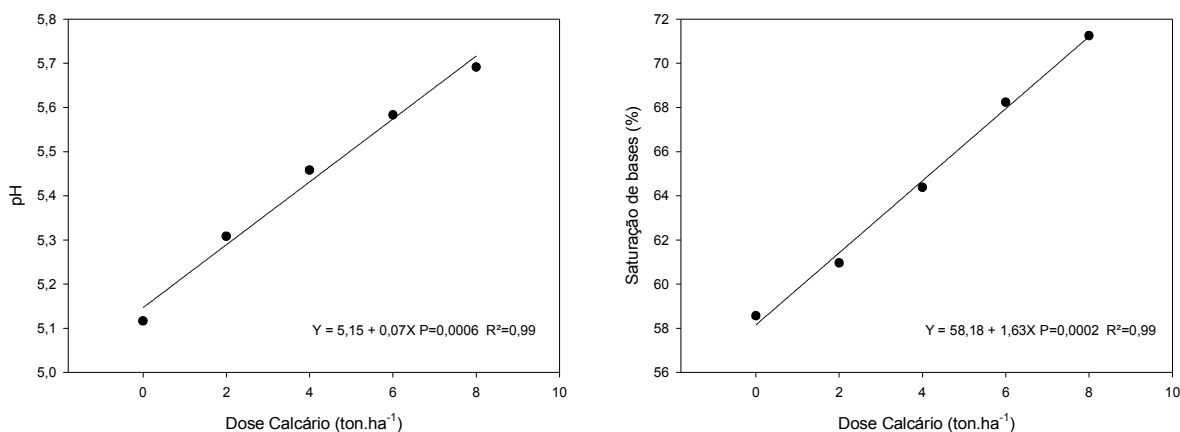 5,8
5,7
5,6
5,5
5,4
5,3
5,2
5,1
5,0
pH
Y = 5,15 + 0,07X P=0,0006 R²=0,99
0 2 4 6 8 10
Dose Calcário (ton.ha⁻¹)
72
70
68
66
64
62
60
58
56
Saturação de bases (%)
Y = 58,18 + 1,63X P=0,0002 R²=0,99
0 2 4 6 8 10
Dose Calcário (ton.ha⁻¹)